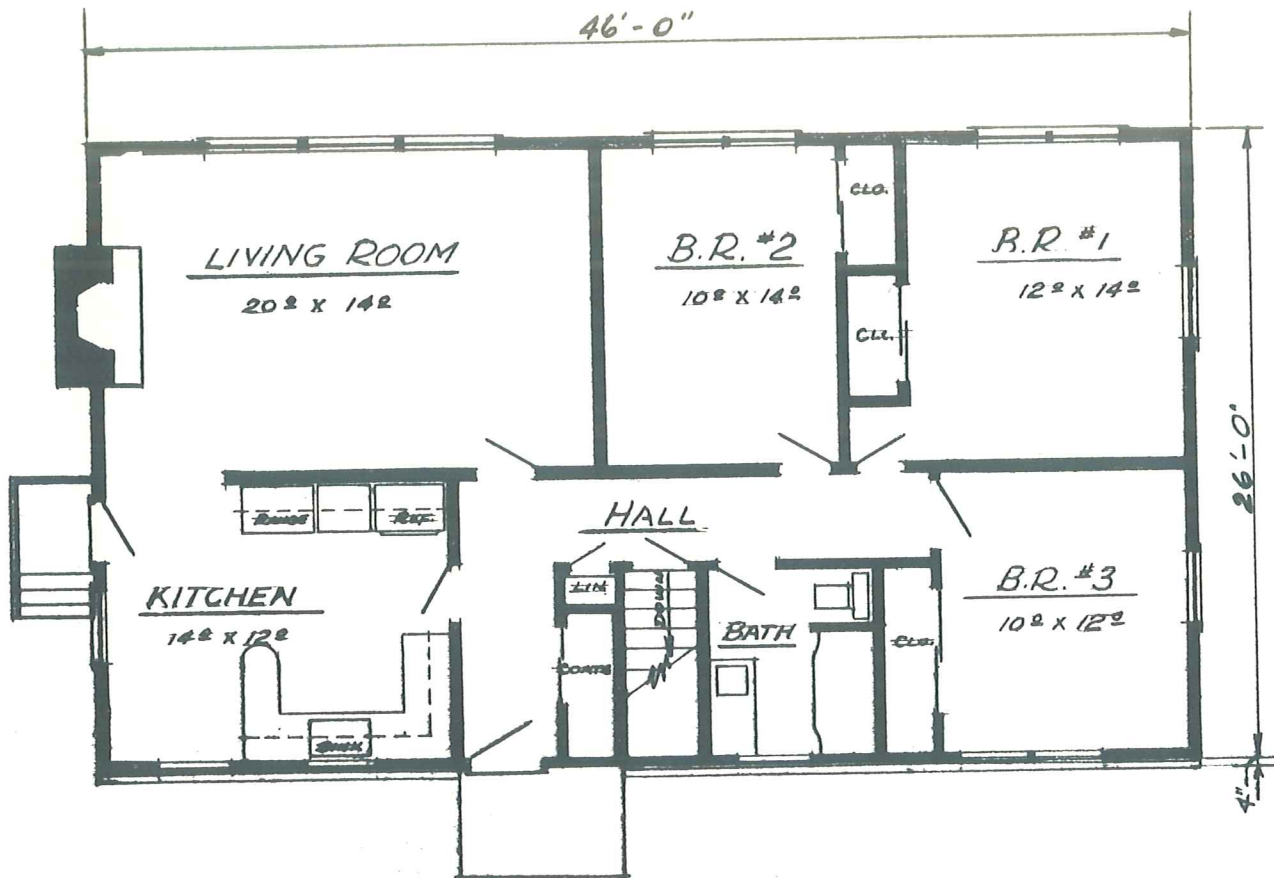 46'-0"
LIVING ROOM
20⁰ X 14⁰
B.R. #2
10⁰ X 14⁰
CLO.
B.R. #1
12⁰ X 14⁰
CLO.
26'-0"
HALL
RANGE
REF.
KITCHEN
14⁰ X 12⁰
LIN
DOWN
COATS
BATH
CLO.
B.R. #3
10⁰ X 12⁰
SINK
4"